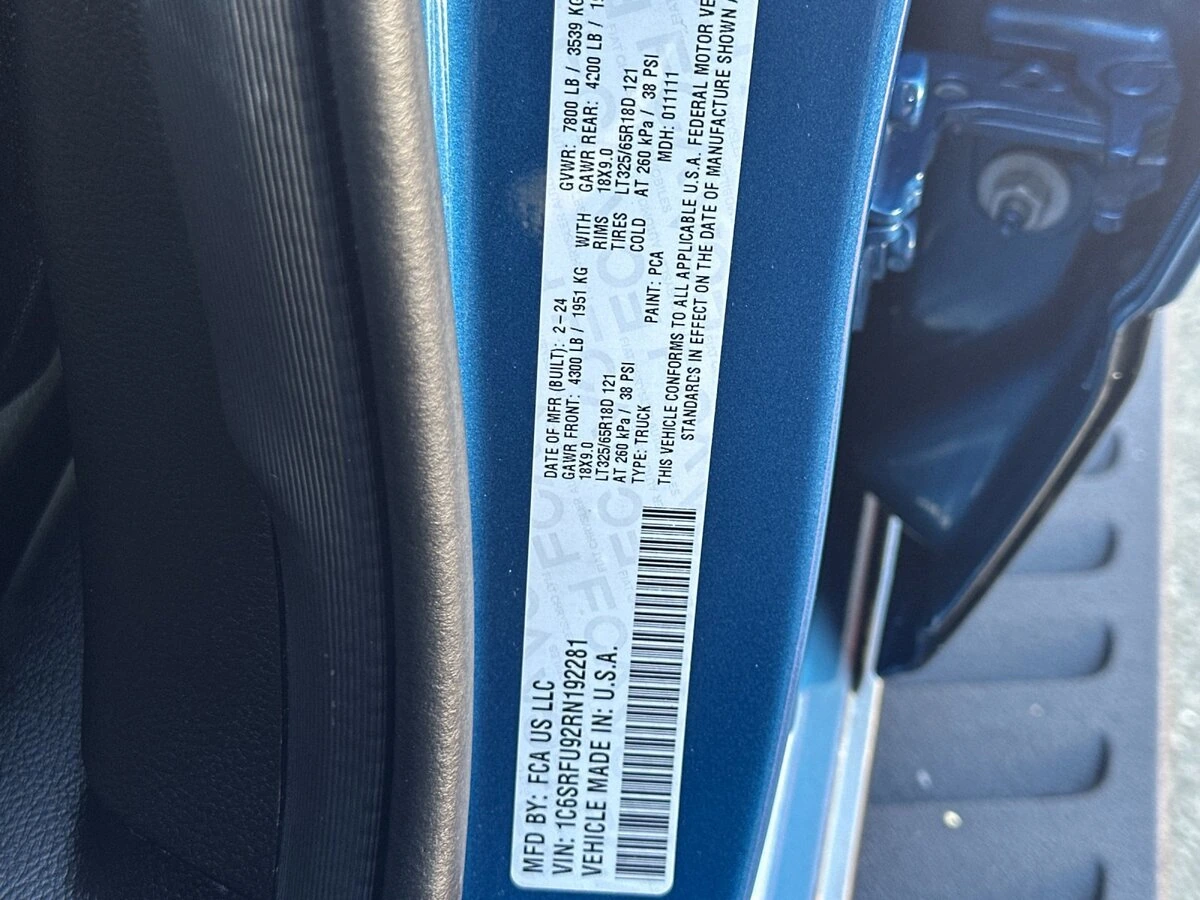 MFD BY: FCA US LLC
DATE OF MFR (BUILT): 2-24
GVWR: 7800 LB / 3539 KG
VIN: 1C6SRFU92RN192281
GAWR FRONT: 4300 LB / 1951 KG WITH GAWR REAR: 4200 LB /
VEHICLE MADE IN: U.S.A.
18X9.0 RIMS 18X9.0
LT325/65R18D 121 TIRES LT325/65R18D 121
AT 260 kPa / 38 PSI COLD AT 260 kPa / 38 PSI
TYPE: TRUCK PAINT: PCA MDH: 011111
THIS VEHICLE CONFORMS TO ALL APPLICABLE U.S.A. FEDERAL MOTOR
STANDARDS IN EFFECT ON THE DATE OF MANUFACTURE SHOWN